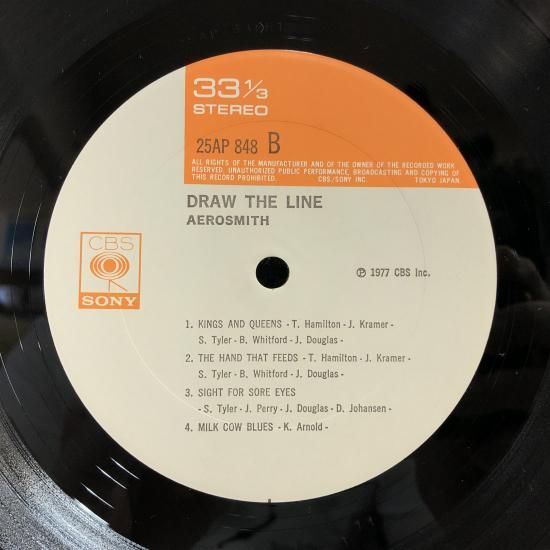 33 1/3
STEREO
25AP 848 B
ALL RIGHTS OF THE MANUFACTURER AND OF THE OWNER OF THE RECORDED WORK
RESERVED. UNAUTHORIZED PUBLIC PERFORMANCE, BROADCASTING AND COPYING OF
THIS RECORD PROHIBITED. CBS/SONY INC. TOKYO JAPAN
DRAW THE LINE
AEROSMITH
CBS
SONY
℗ 1977 CBS Inc.
1. KINGS AND QUEENS - T. Hamilton - J. Kramer -
S. Tyler - B. Whitford - J. Douglas -
2. THE HAND THAT FEEDS - T. Hamilton - J. Kramer -
S. Tyler - B. Whitford - J. Douglas -
3. SIGHT FOR SORE EYES
- S. Tyler - J. Perry - J. Douglas - D. Johansen -
4. MILK COW BLUES - K. Arnold -